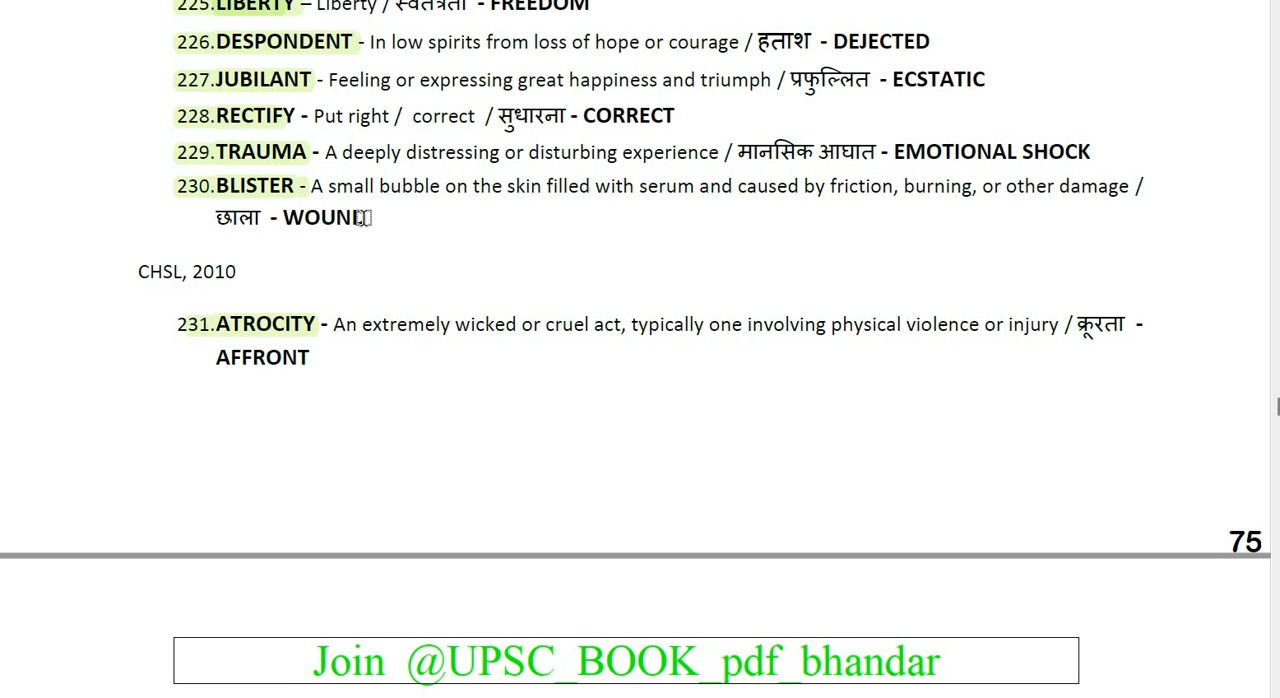 225.LIBERTY – Liberty / स्वतंत्रता - FREEDOM
226.DESPONDENT - In low spirits from loss of hope or courage / हताश - DEJECTED
227.JUBILANT - Feeling or expressing great happiness and triumph / प्रफुल्लित - ECSTATIC
228.RECTIFY - Put right / correct / सुधारना - CORRECT
229.TRAUMA - A deeply distressing or disturbing experience / मानसिक आघात - EMOTIONAL SHOCK
230.BLISTER - A small bubble on the skin filled with serum and caused by friction, burning, or other damage /
छाला - WOUND
CHSL, 2010
231.ATROCITY - An extremely wicked or cruel act, typically one involving physical violence or injury / क्रूरता -
AFFRONT
75
Join @UPSC_BOOK_pdf_bhandar